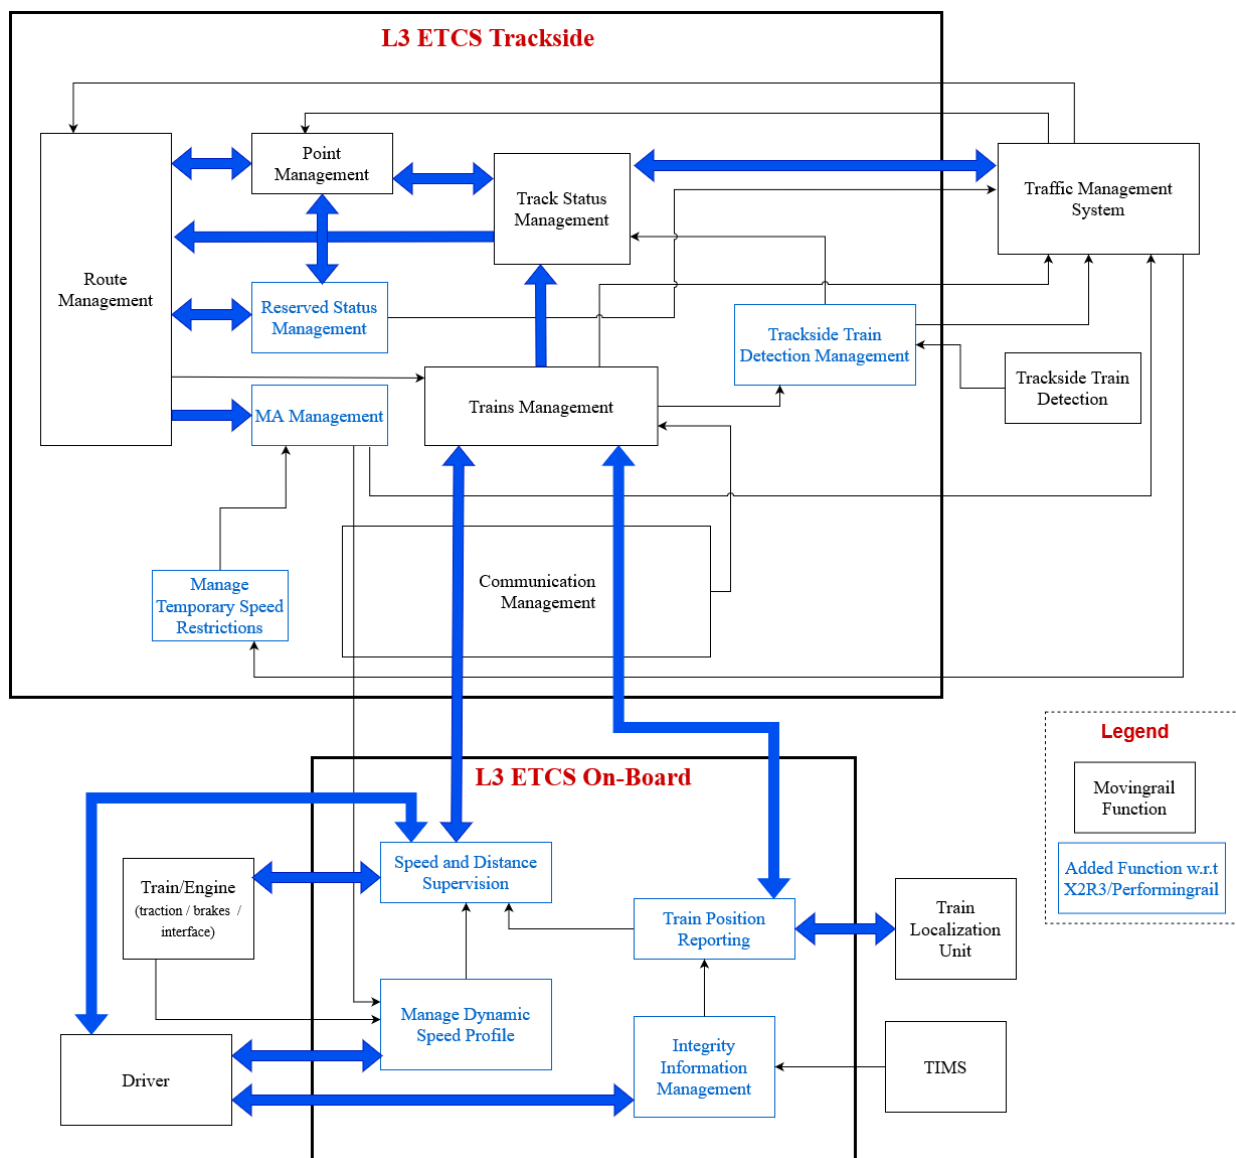 L3 ETCS Trackside
Point
Management
Track Status
Management
Traffic Management
System
Route
Management
Reserved Status
Management
Trackside Train
Detection Management
Trackside Train
Detection
MA Management
Trains Management
Communication
Management
Manage
Temporary Speed
Restrictions
Legend
Movingrail
Function
Added Function w.r.t
X2R3/Performingrail
L3 ETCS On-Board
Speed and Distance
Supervision
Train/Engine
(traction / brakes /
interface)
Train Position
Reporting
Train
Localization
Unit
Manage Dynamic
Speed Profile
Integrity
Information
Management
TIMS
Driver